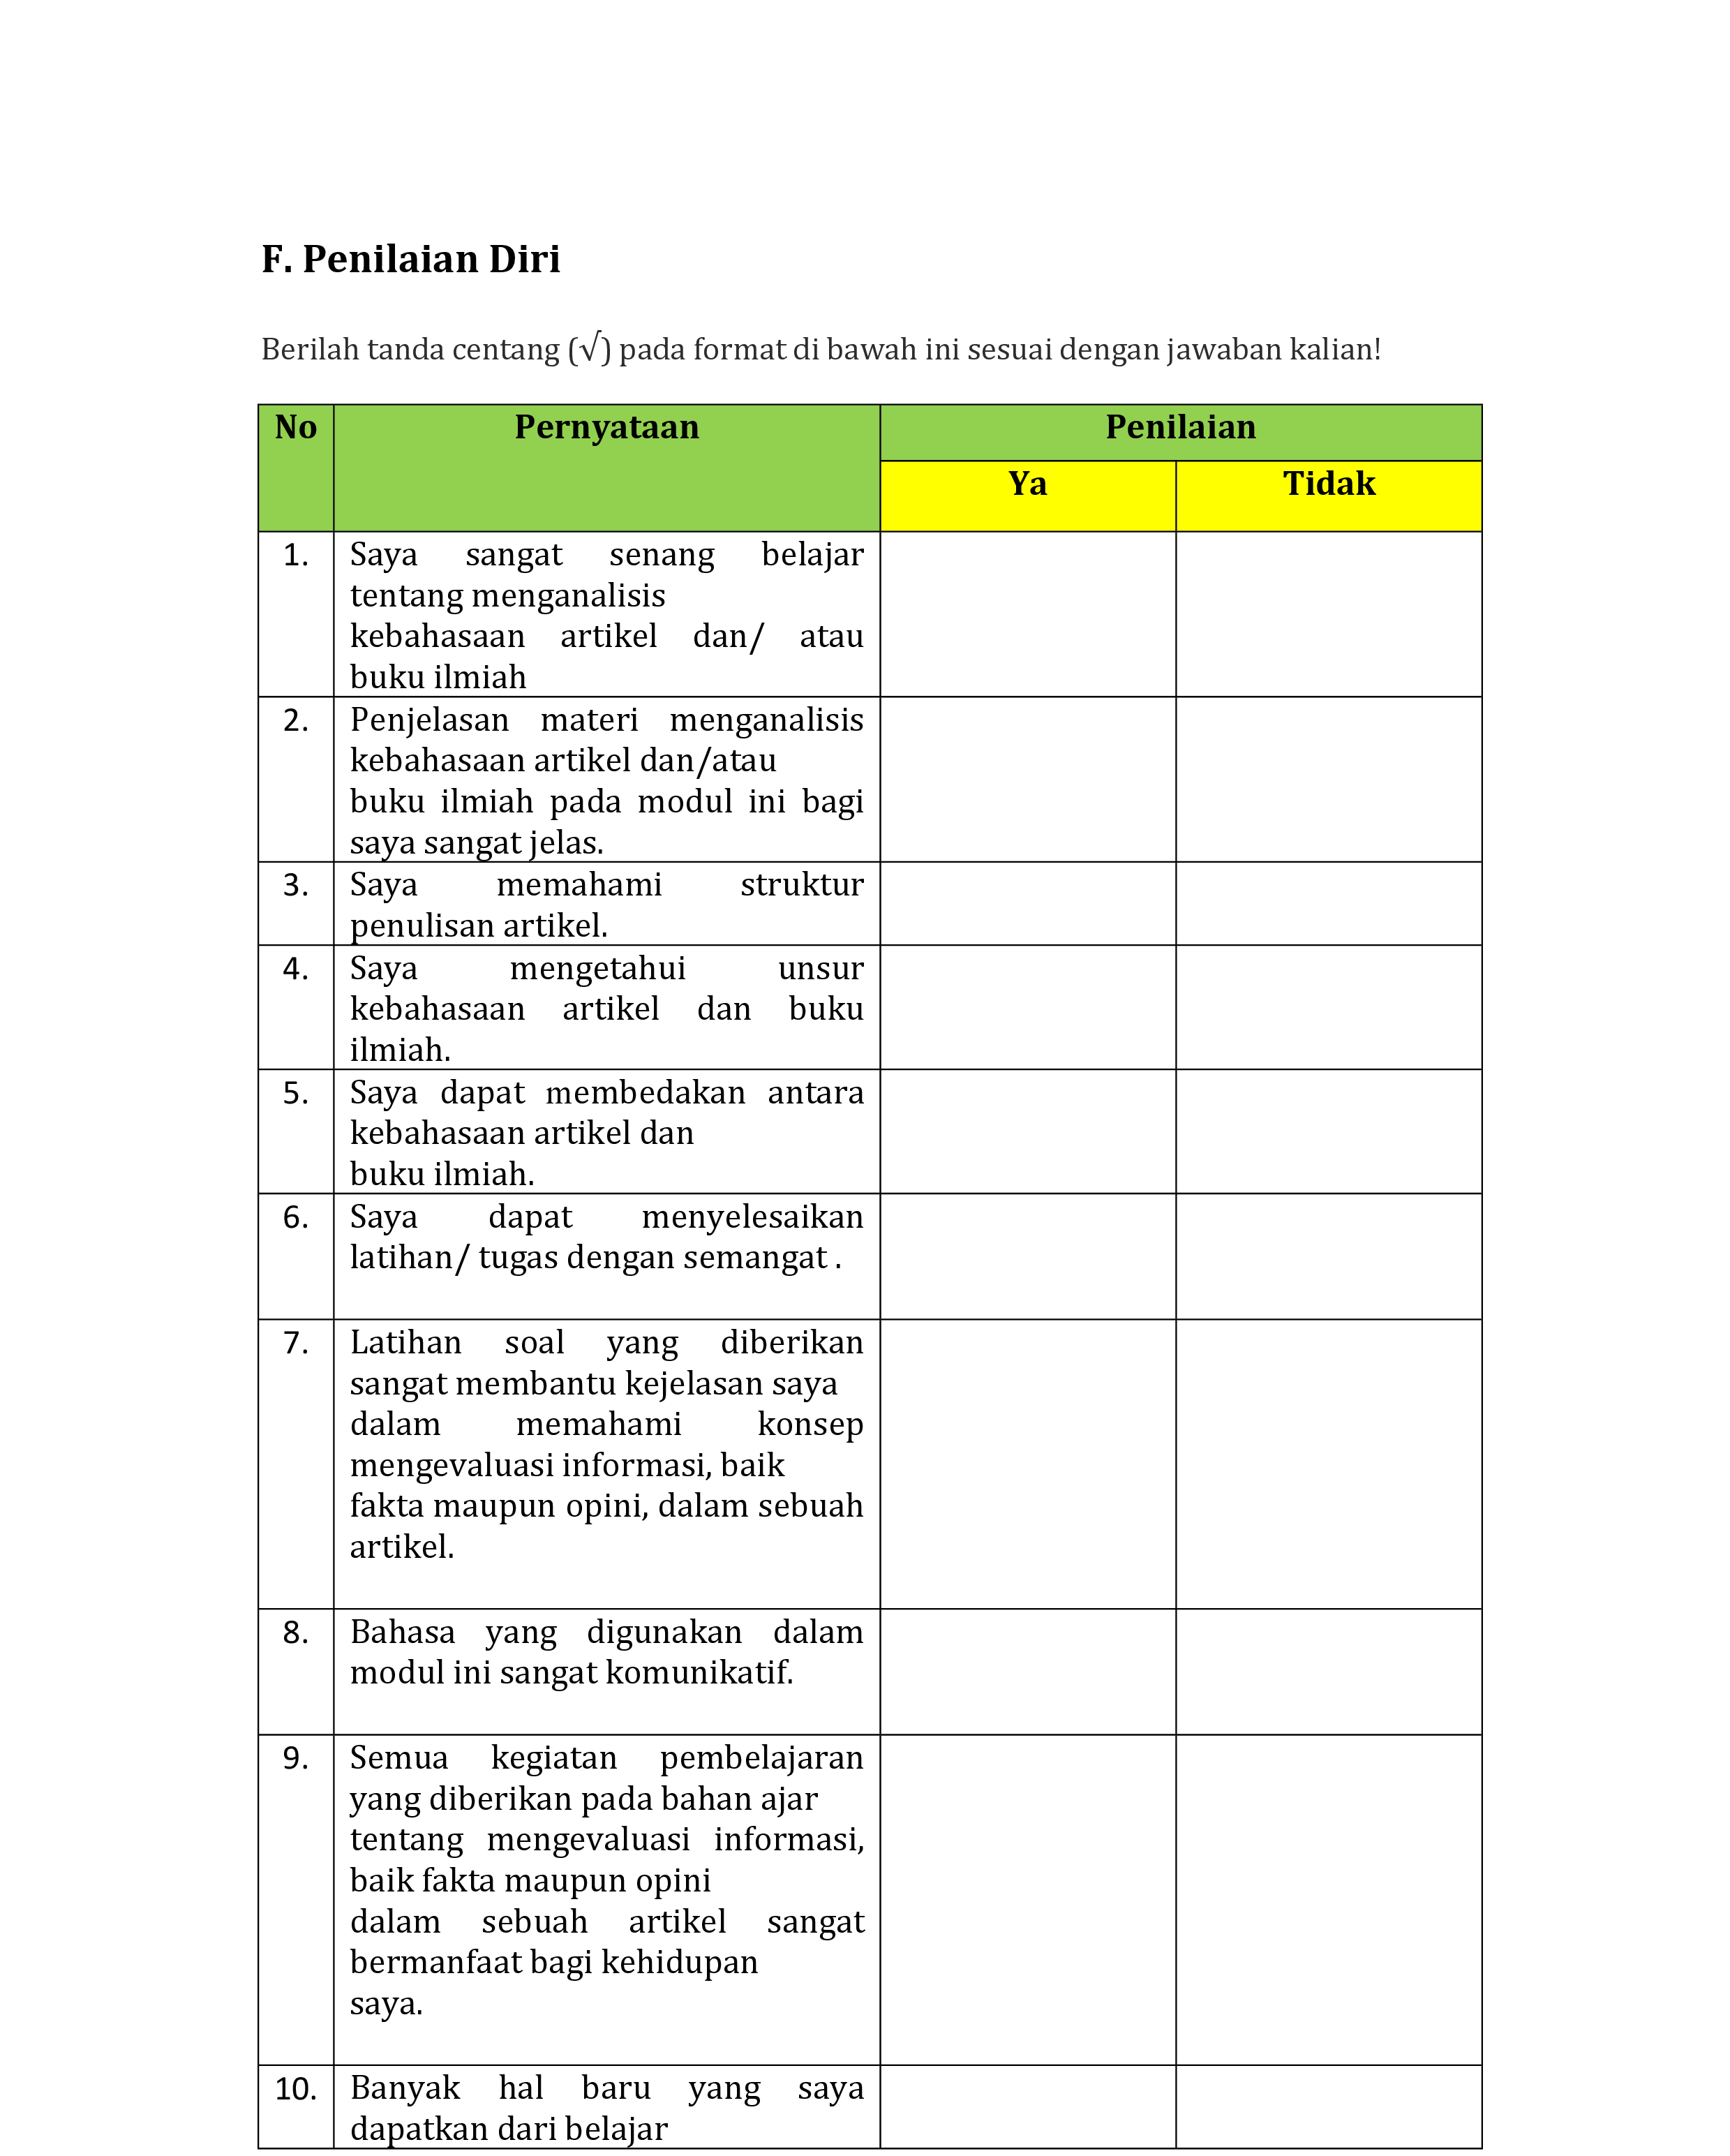 F. Penilaian Diri
Berilah tanda centang (√) pada format di bawah ini sesuai dengan jawaban kalian!
No Pernyataan Penilaian
Ya Tidak
1. Saya sangat senang belajar
tentang menganalisis
kebahasaan artikel dan/ atau
buku ilmiah
2. Penjelasan materi menganalisis
kebahasaan artikel dan/atau
buku ilmiah pada modul ini bagi
saya sangat jelas.
3. Saya memahami struktur
penulisan artikel.
4. Saya mengetahui unsur
kebahasaan artikel dan buku
ilmiah.
5. Saya dapat membedakan antara
kebahasaan artikel dan
buku ilmiah.
6. Saya dapat menyelesaikan
latihan/ tugas dengan semangat .
7. Latihan soal yang diberikan
sangat membantu kejelasan saya
dalam memahami konsep
mengevaluasi informasi, baik
fakta maupun opini, dalam sebuah
artikel.
8. Bahasa yang digunakan dalam
modul ini sangat komunikatif.
9. Semua kegiatan pembelajaran
yang diberikan pada bahan ajar
tentang mengevaluasi informasi,
baik fakta maupun opini
dalam sebuah artikel sangat
bermanfaat bagi kehidupan
saya.
10. Banyak hal baru yang saya
dapatkan dari belajar